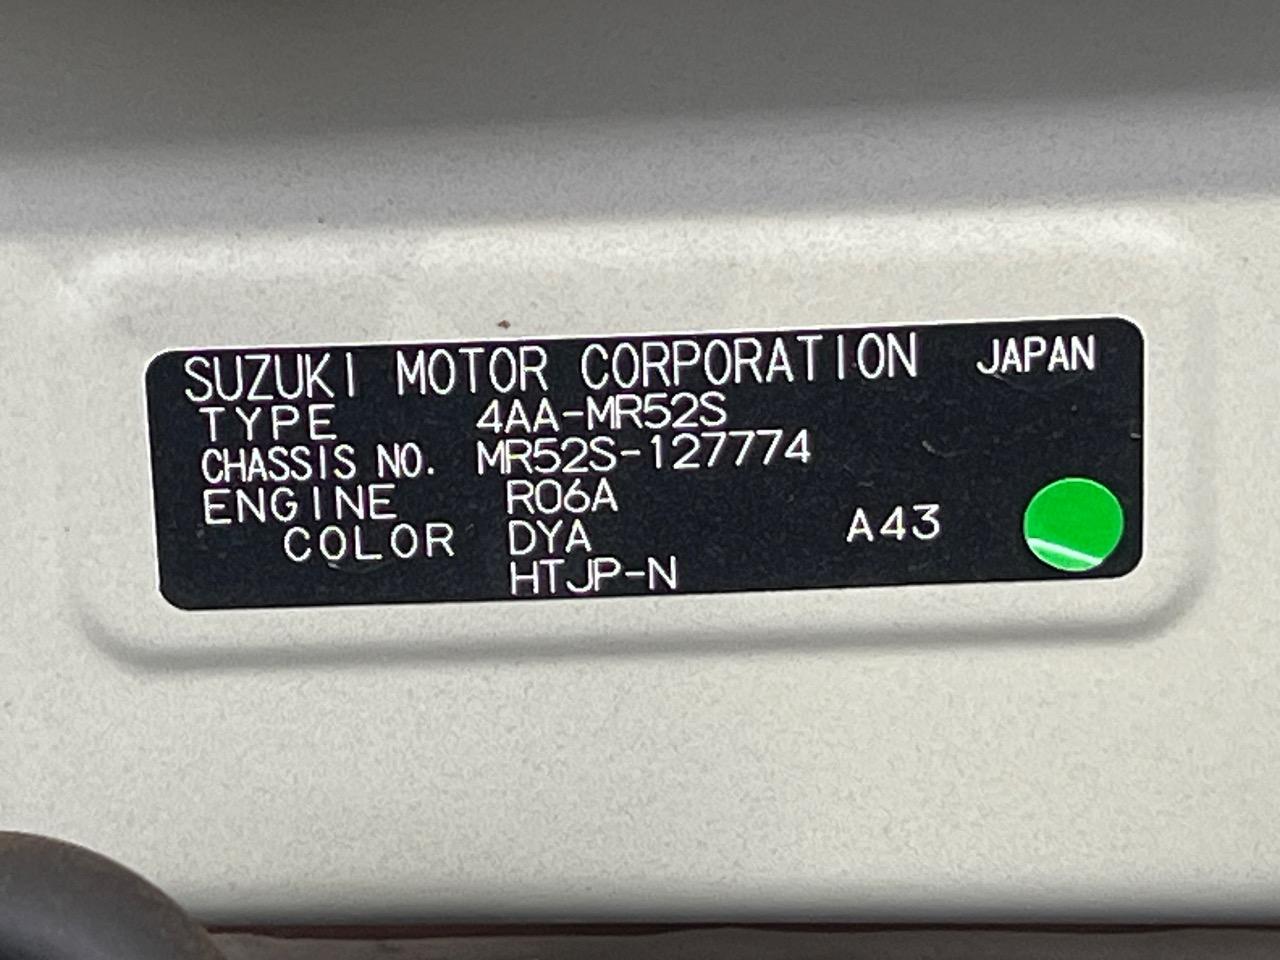 SUZUKI MOTOR CORPORATION JAPAN
TYPE 4AA-MR52S
CHASSIS NO. MR52S-127774
ENGINE R06A
COLOR DYA A43
HTJP-N